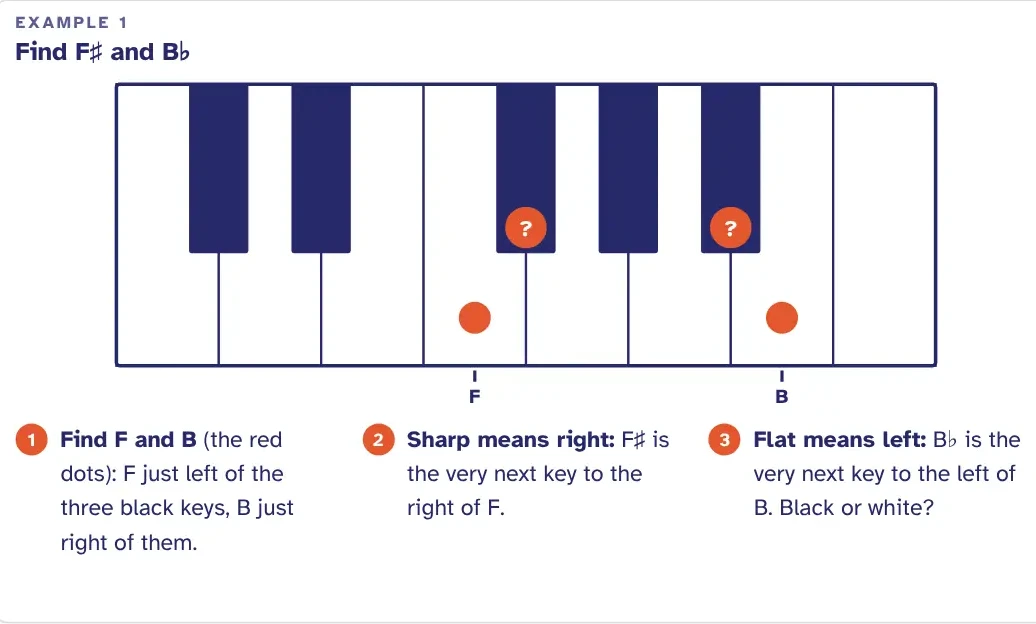 EXAMPLE 1
Find F♯ and B♭
? ?
F B
1 Find F and B (the red
dots): F just left of the
three black keys, B just
right of them.
2 Sharp means right: F♯ is
the very next key to the
right of F.
3 Flat means left: B♭ is the
very next key to the left of
B. Black or white?